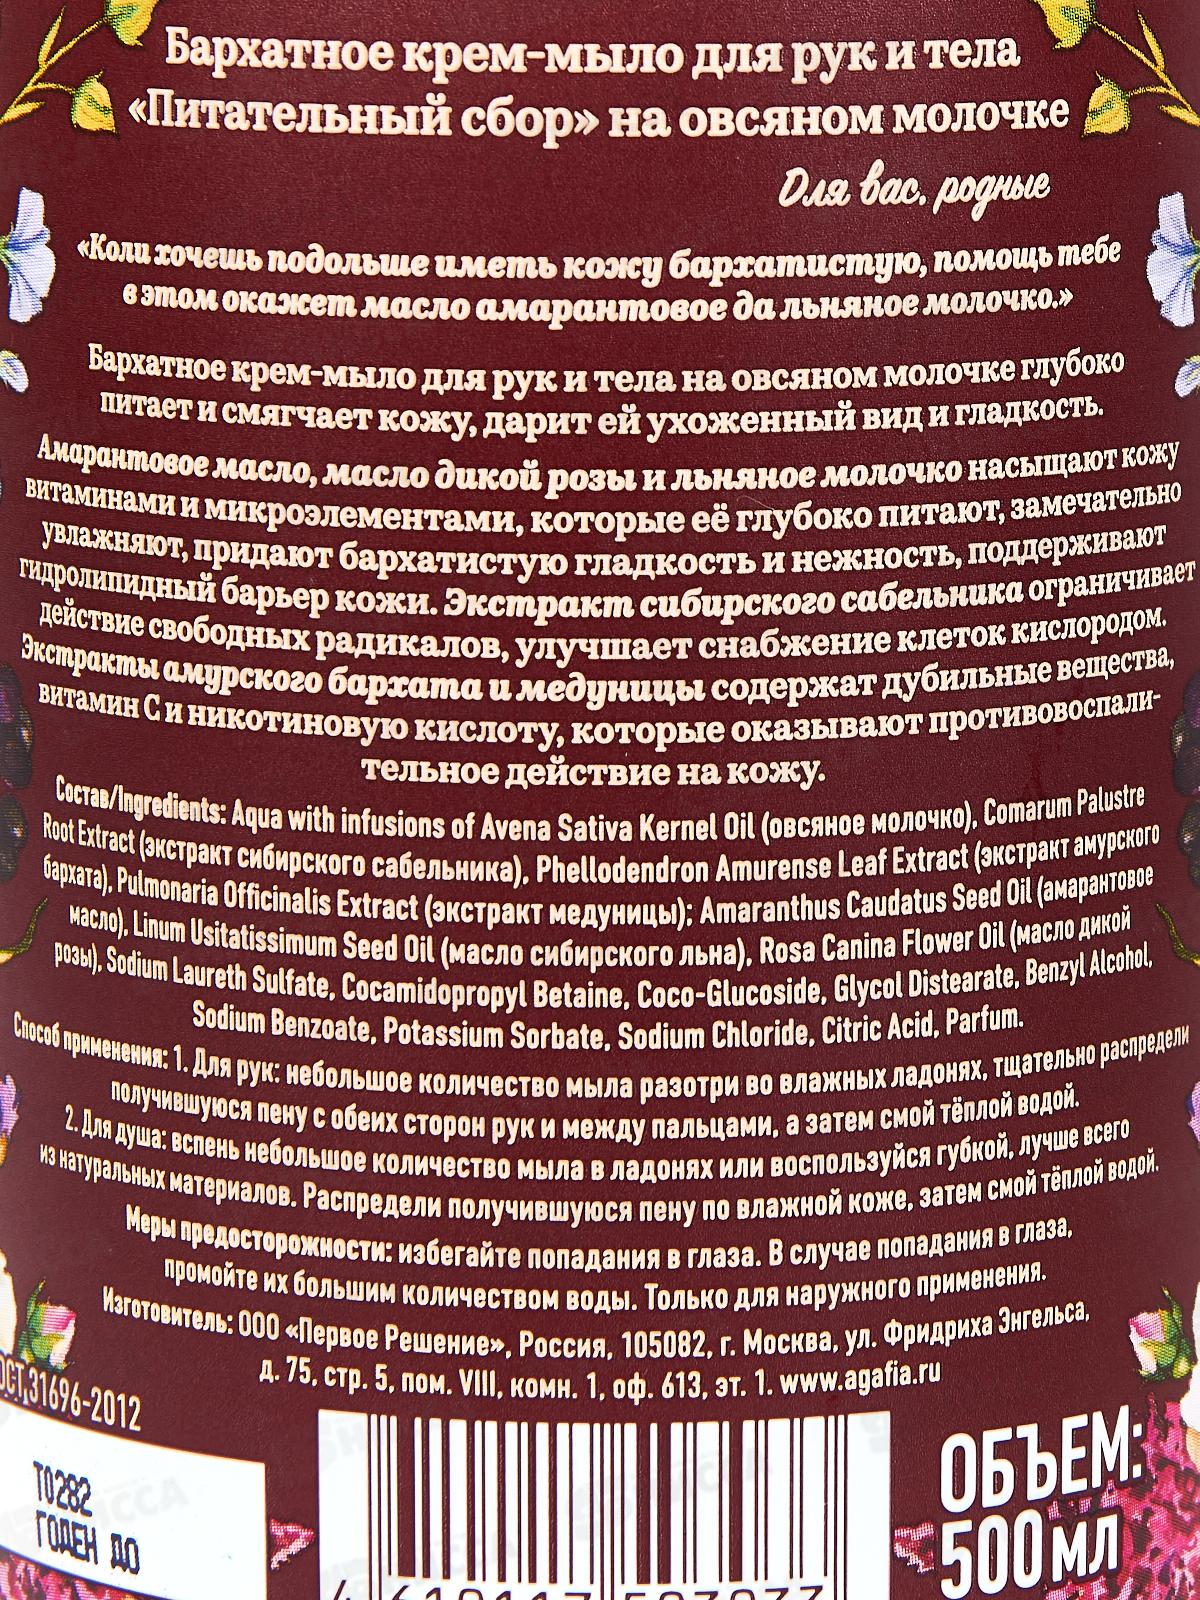 Бархатное крем-мыло для рук и тела
«Питательный сбор» на овсяном молочке
Для вас, родные
«Коли хочешь подольше иметь кожу бархатистую, помощь тебе
в этом окажет масло амарантовое да льняное молочко.»
Бархатное крем-мыло для рук и тела на овсяном молочке глубоко
питает и смягчает кожу, дарит ей ухоженный вид и гладкость.
Амарантовое масло, масло дикой розы и льняное молочко насыщают кожу
витаминами и микроэлементами, которые её глубоко питают, замечательно
увлажняют, придают бархатистую гладкость и нежность, поддерживают
гидролипидный барьер кожи. Экстракт сибирского сабельника ограничивает
действие свободных радикалов, улучшает снабжение клеток кислородом.
Экстракты амурского бархата и медуницы содержат дубильные вещества,
витамин С и никотиновую кислоту, которые оказывают противовоспали-
тельное действие на кожу.
Состав/Ingredients: Aqua with infusions of Avena Sativa Kernel Oil (овсяное молочко), Comarum Palustre
Root Extract (экстракт сибирского сабельника), Phellodendron Amurense Leaf Extract (экстракт амурского
бархата), Pulmonaria Officinalis Extract (экстракт медуницы); Amaranthus Caudatus Seed Oil (амарантовое
масло), Linum Usitatissimum Seed Oil (масло сибирского льна), Rosa Canina Flower Oil (масло дикой
розы), Sodium Laureth Sulfate, Cocamidopropyl Betaine, Coco-Glucoside, Glycol Distearate, Benzyl Alcohol,
Sodium Benzoate, Potassium Sorbate, Sodium Chloride, Citric Acid, Parfum.
Способ применения: 1. Для рук: небольшое количество мыла разотри во влажных ладонях, тщательно распредели
получившуюся пену с обеих сторон рук и между пальцами, а затем смой тёплой водой.
2. Для душа: вспень небольшое количество мыла в ладонях или воспользуйся губкой, лучше всего
из натуральных материалов. Распредели получившуюся пену по влажной коже, затем смой тёплой водой.
Меры предосторожности: избегайте попадания в глаза. В случае попадания в глаза,
промойте их большим количеством воды. Только для наружного применения.
Изготовитель: ООО «Первое Решение», Россия, 105082, г. Москва, ул. Фридриха Энгельса,
д. 75, стр. 5, пом. VIII, комн. 1, оф. 613, эт. 1. www.agafia.ru
ОСТ 31696-2012
Т0282
ГОДЕН ДО
ОБЪЕМ:
500 мл